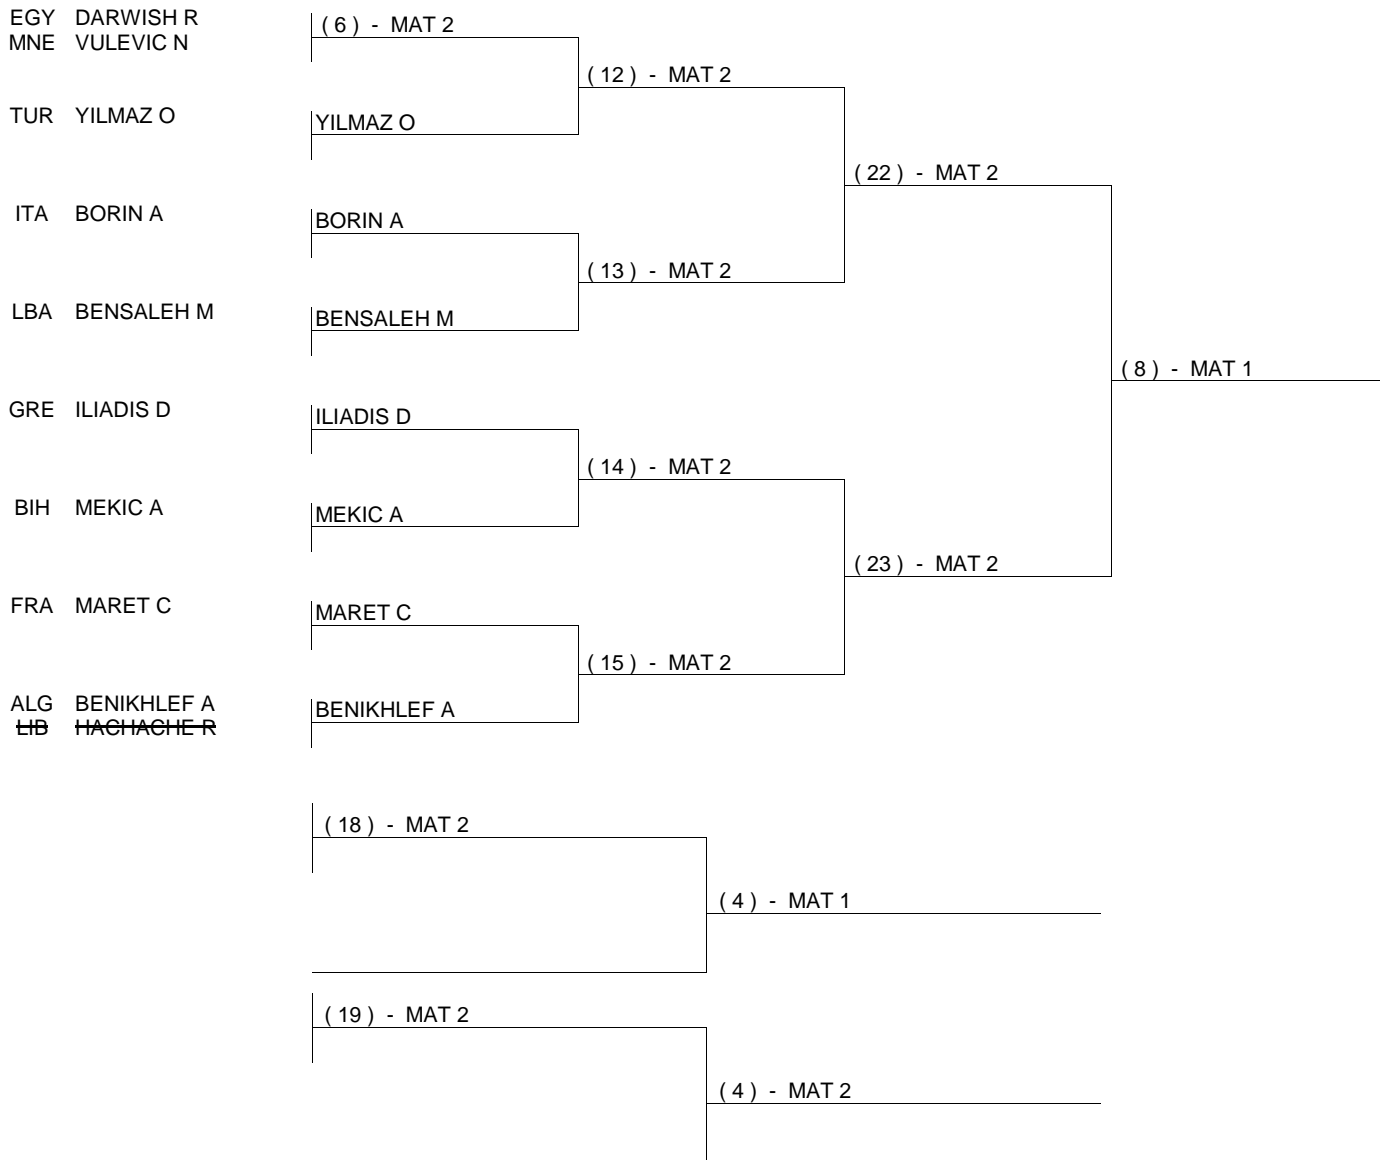 EGY DARWISH R
MNE VULEVIC N
( 6 ) - MAT 2
( 12 ) - MAT 2
TUR YILMAZ O
YILMAZ O
( 22 ) - MAT 2
ITA BORIN A
BORIN A
( 13 ) - MAT 2
LBA BENSALEH M
BENSALEH M
( 8 ) - MAT 1
GRE ILIADIS D
ILIADIS D
( 14 ) - MAT 2
BIH MEKIC A
MEKIC A
( 23 ) - MAT 2
FRA MARET C
MARET C
( 15 ) - MAT 2
ALG BENIKHLEF A
BENIKHLEF A
LIB HACHACHE R
( 18 ) - MAT 2
( 4 ) - MAT 1
( 19 ) - MAT 2
( 4 ) - MAT 2